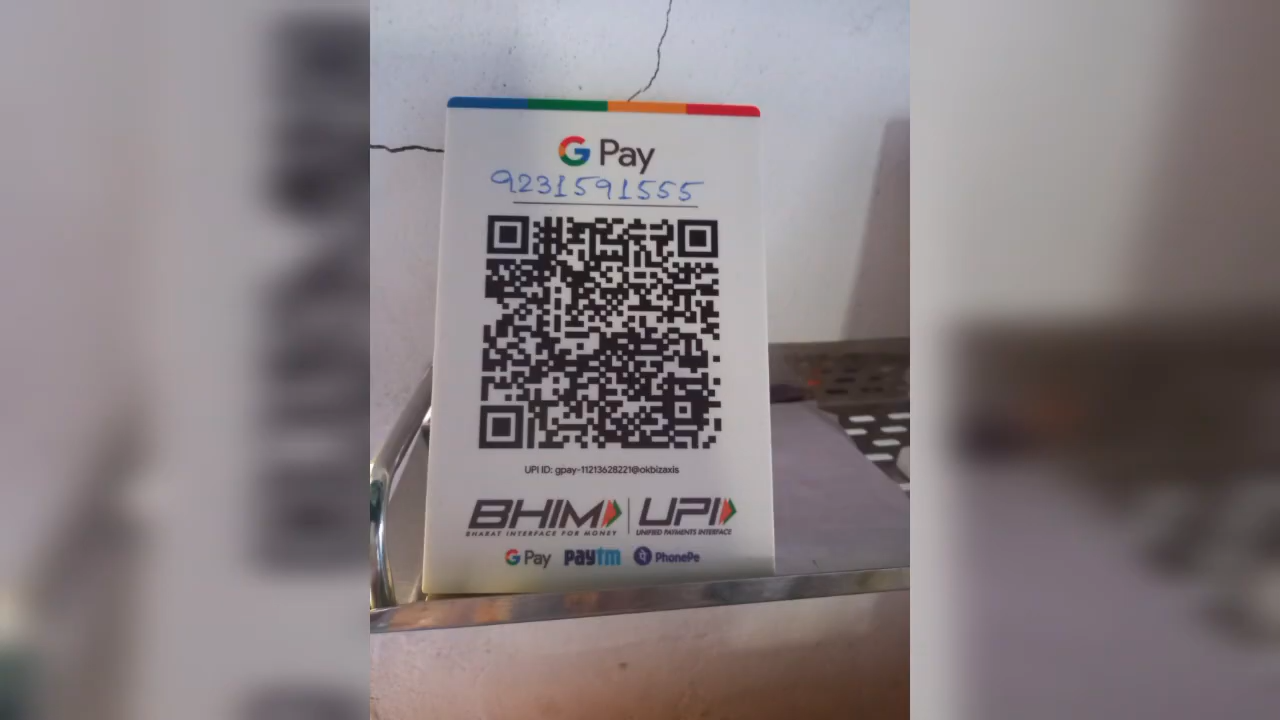 G Pay
9231591555
UPI ID: gpay-11213628221@okbizaxis
BHIM UPI
BHARAT INTERFACE FOR MONEY UNIFIED PAYMENTS INTERFACE
G Pay paytm PhonePe